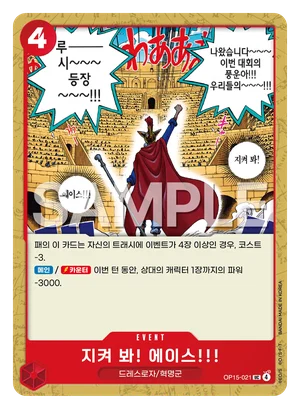 4
루——
시~~~~
등장
~~~~!!!
나왔습니다~~~~
이번 대회의
풍운아!!!
우리들의~~~~!!!
わあああ
지켜 봐!
에이스!!!
SAMPLE
패의 이 카드는 자신의 트래시에 이벤트가 4장 이상인 경우, 코스트
-3.
메인 / 카운터 이번 턴 동안, 상대의 캐릭터 1장까지의 파워
-3000.
EVENT
지켜 봐! 에이스!!!
드레스로자/혁명군
OP15-021 UC 4